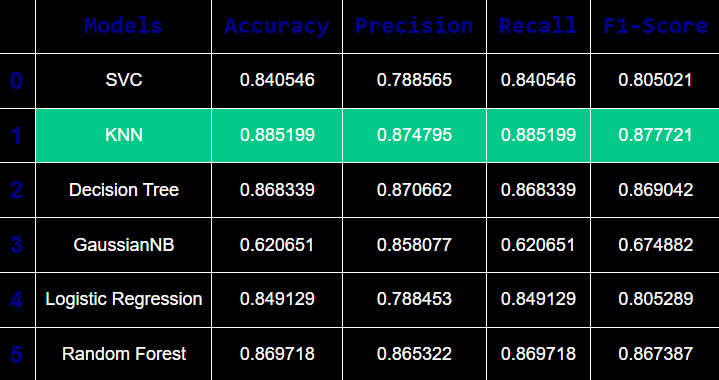 Models Accuracy Precision Recall F1-Score
0 SVC 0.840546 0.788565 0.840546 0.805021
1 KNN 0.885199 0.874795 0.885199 0.877721
2 Decision Tree 0.868339 0.870662 0.868339 0.869042
3 GaussianNB 0.620651 0.858077 0.620651 0.674882
4 Logistic Regression 0.849129 0.788453 0.849129 0.805289
5 Random Forest 0.869718 0.865322 0.869718 0.867387